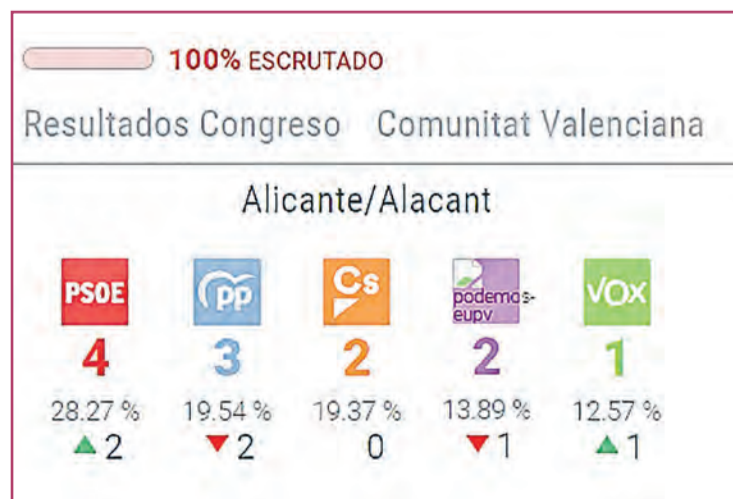 100% ESCRUTADO
Resultados Congreso Comunitat Valenciana
Alicante/Alacant
PSOE pp Cs podemos-eupv VOX
4 3 2 2 1
28.27 % 19.54 % 19.37 % 13.89 % 12.57 %
▲ 2 ▼ 2 0 ▼ 1 ▲ 1